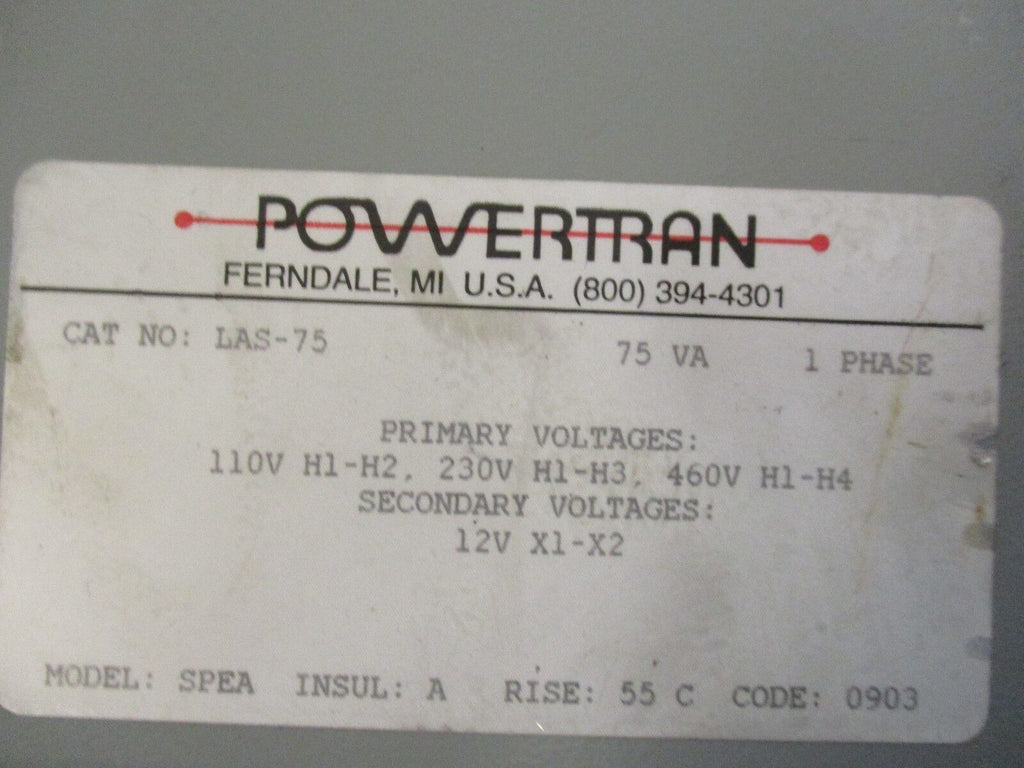 POWERTRAN
FERNDALE, MI U.S.A. (800) 394-4301
CAT NO: LAS-75 75 VA 1 PHASE
PRIMARY VOLTAGES:
110V H1-H2, 230V H1-H3, 460V H1-H4
SECONDARY VOLTAGES:
12V X1-X2
MODEL: SPEA INSUL: A RISE: 55 C CODE: 0903